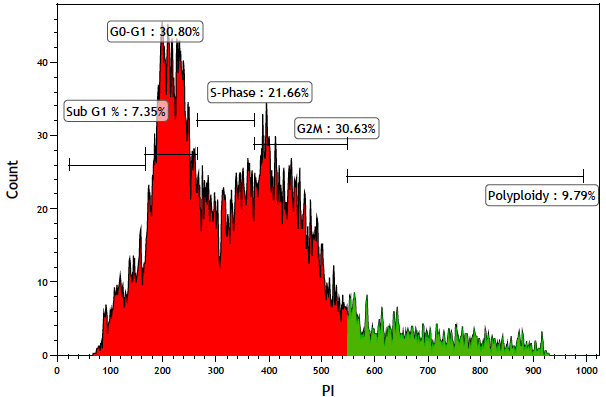 G0-G1 : 30.80%
S-Phase : 21.66%
Sub G1 % : 7.35%
G2M : 30.63%
Polyploidy : 9.79%
Count
40
30
20
10
0
0 100 200 300 400 500 600 700 800 900 1000
PI